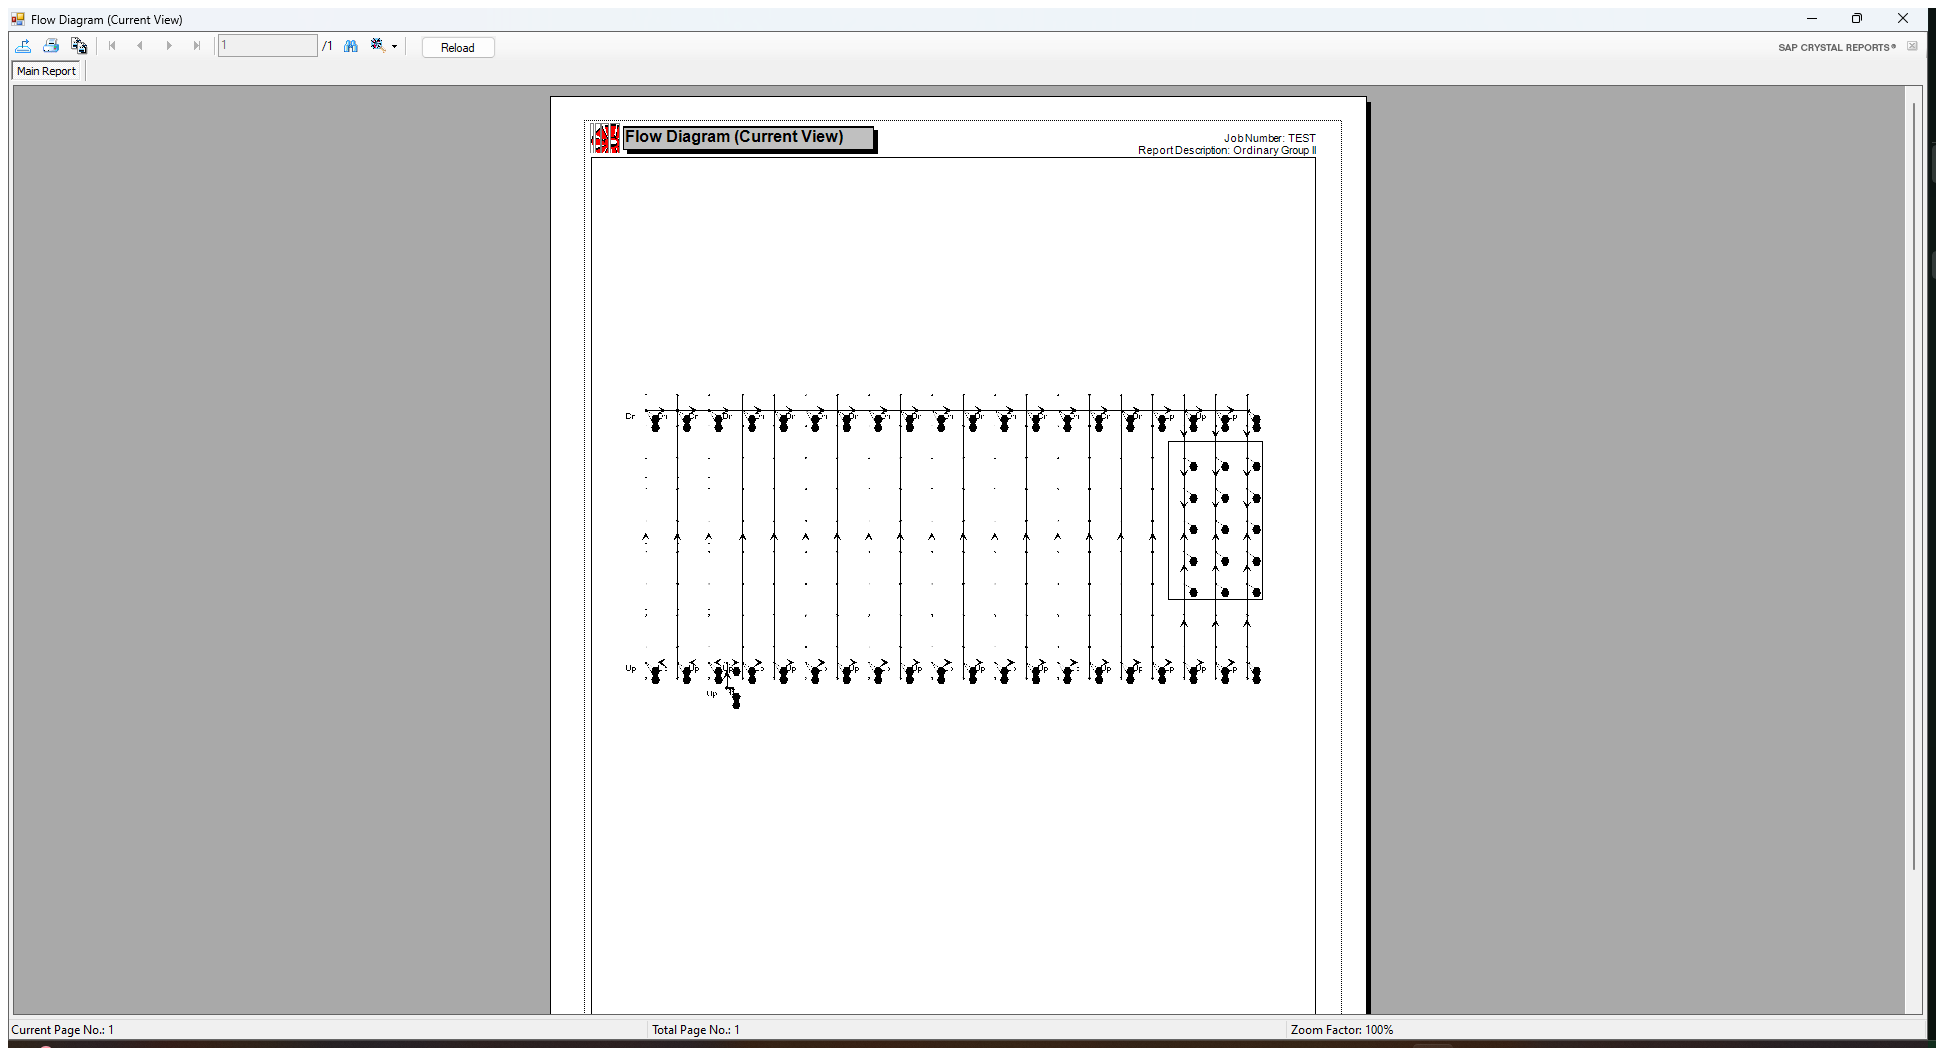 Flow Diagram (Current View)
1 /1 Reload
SAP CRYSTAL REPORTS®
Main Report
Flow Diagram (Current View)
Job Number: TEST
Report Description: Ordinary Group II
Dr
Up
Up
Current Page No.: 1
Total Page No.: 1
Zoom Factor: 100%